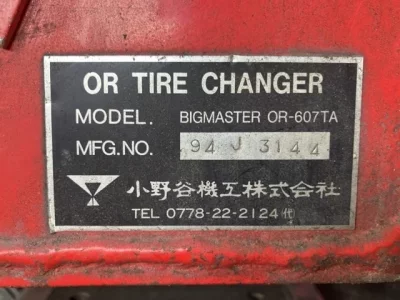 OR TIRE CHANGER
MODEL. BIGMASTER OR-607TA
MFG.NO. 94 J 3144
小野谷機工株式会社
TEL 0778-22-2124㈹